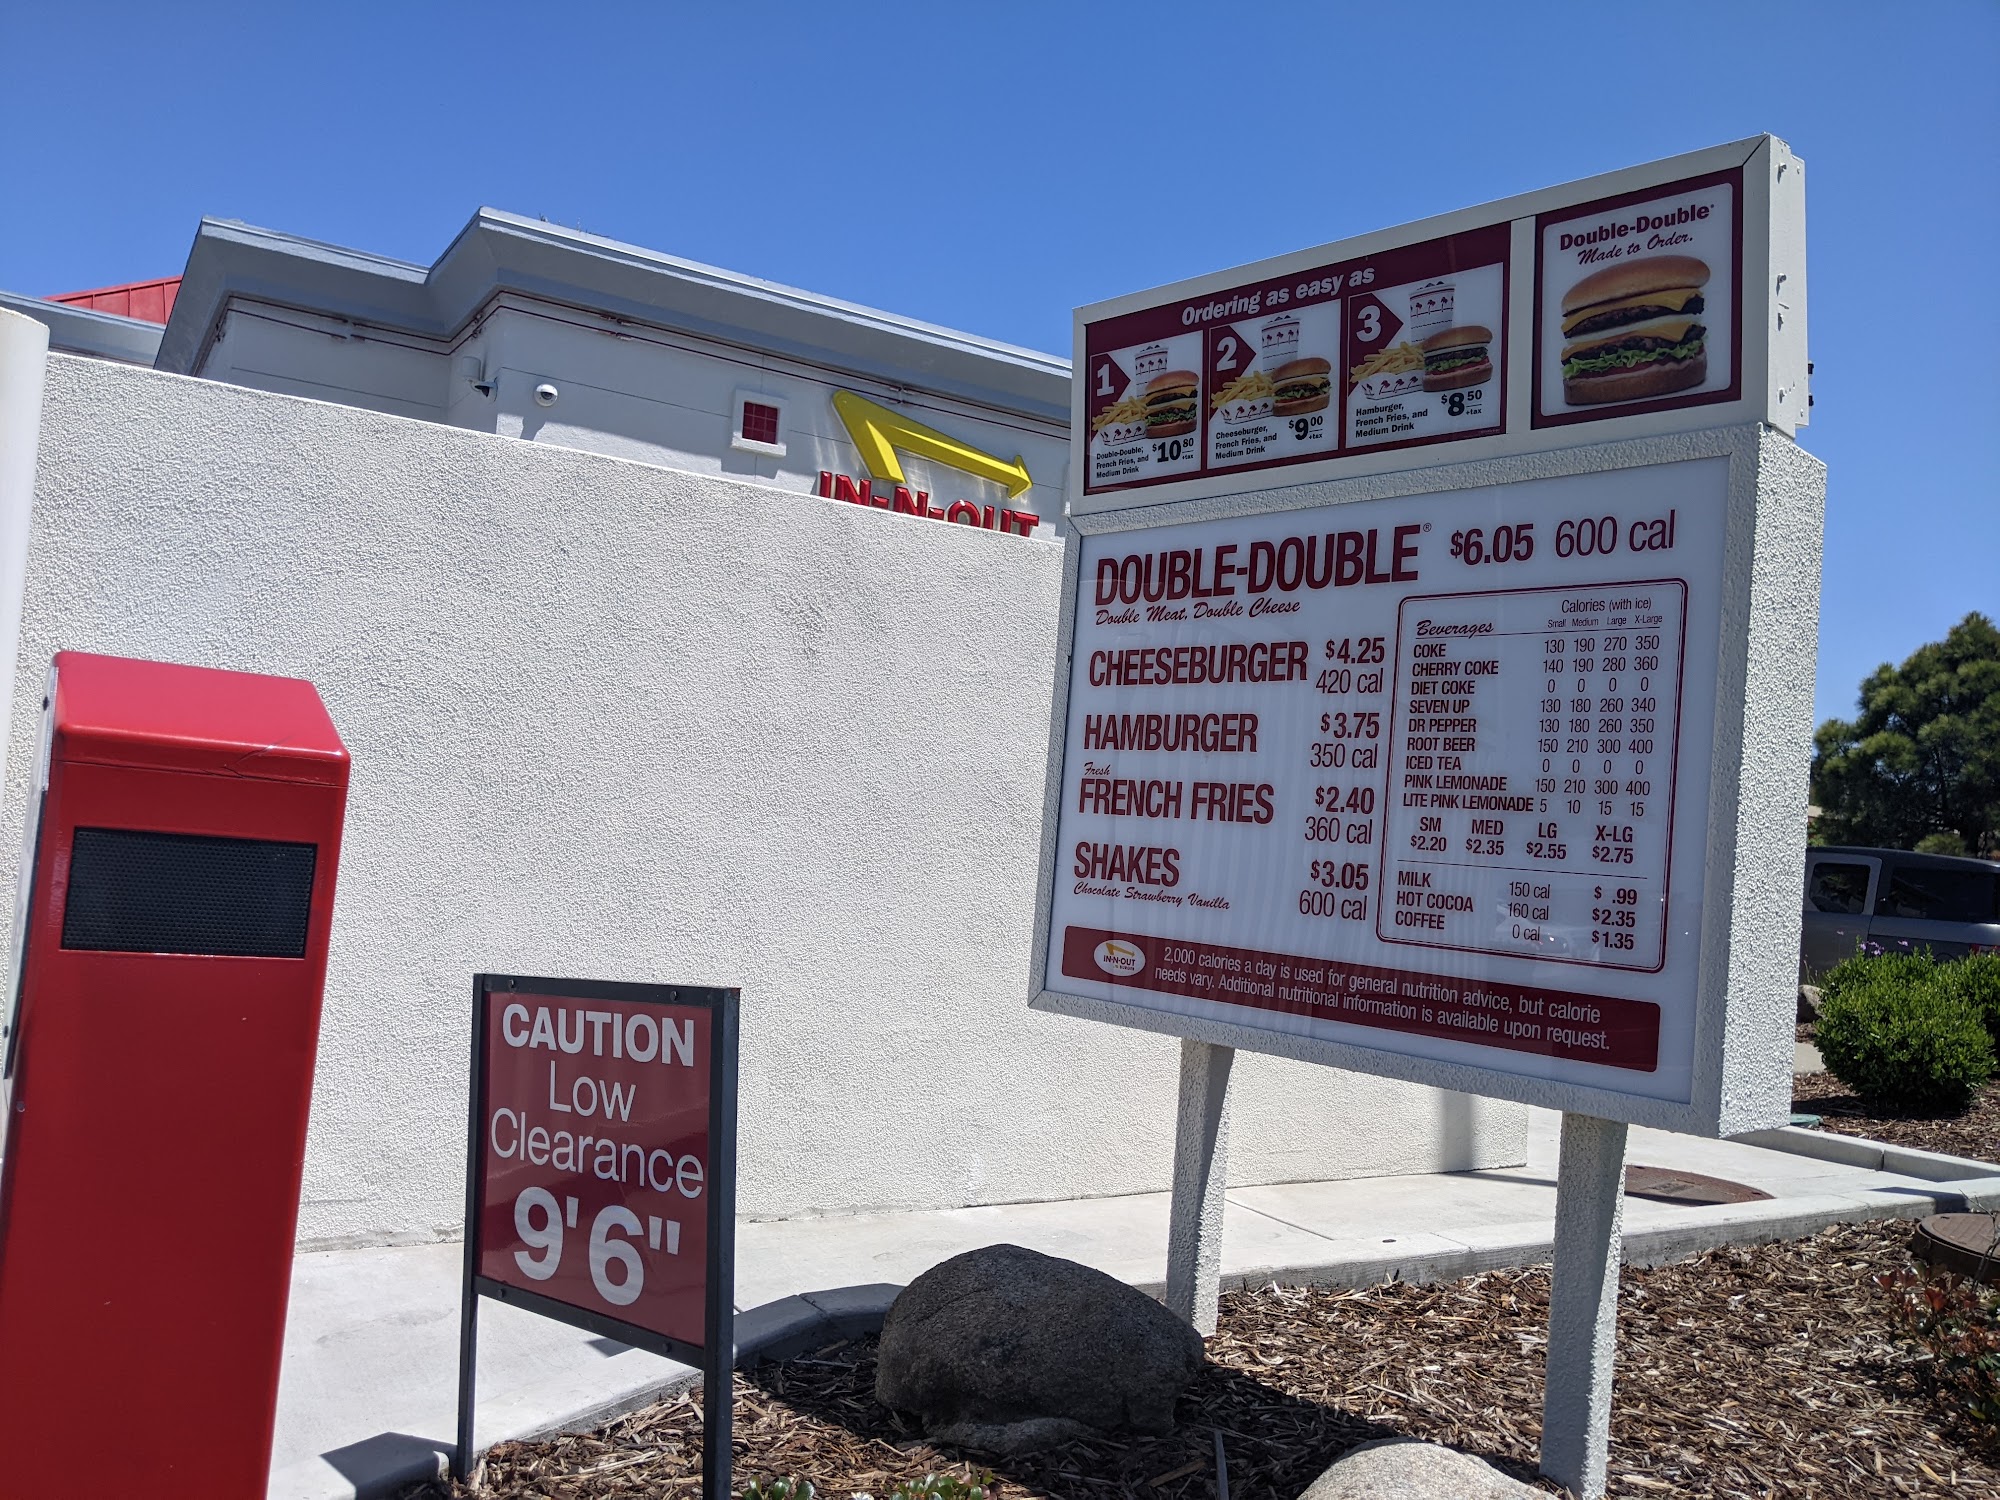 IN-N-OUT
Ordering as easy as
1
Double-Double,
French Fries, and
Medium Drink
$10 80
+tax
2
Cheeseburger,
French Fries, and
Medium Drink
$9 00
+tax
3
Hamburger,
French Fries, and
Medium Drink
$8 50
+tax
Double-Double®
Made to Order.
DOUBLE-DOUBLE® $6.05 600 cal
Double Meat, Double Cheese
CHEESEBURGER $4.25
420 cal
HAMBURGER $3.75
350 cal
Fresh
FRENCH FRIES $2.40
360 cal
SHAKES $3.05
Chocolate Strawberry Vanilla 600 cal
Calories (with ice)
Beverages Small Medium Large X-Large
COKE 130 190 270 350
CHERRY COKE 140 190 280 360
DIET COKE 0 0 0 0
SEVEN UP 130 180 260 340
DR PEPPER 130 180 260 350
ROOT BEER 150 210 300 400
ICED TEA 0 0 0 0
PINK LEMONADE 150 210 300 400
LITE PINK LEMONADE 5 10 15 15
SM MED LG X-LG
$2.20 $2.35 $2.55 $2.75
MILK 150 cal $ .99
HOT COCOA 160 cal $2.35
COFFEE 0 cal $1.35
IN-N-OUT
BURGER
2,000 calories a day is used for general nutrition advice, but calorie
needs vary. Additional nutritional information is available upon request.
CAUTION
Low
Clearance
9'6"